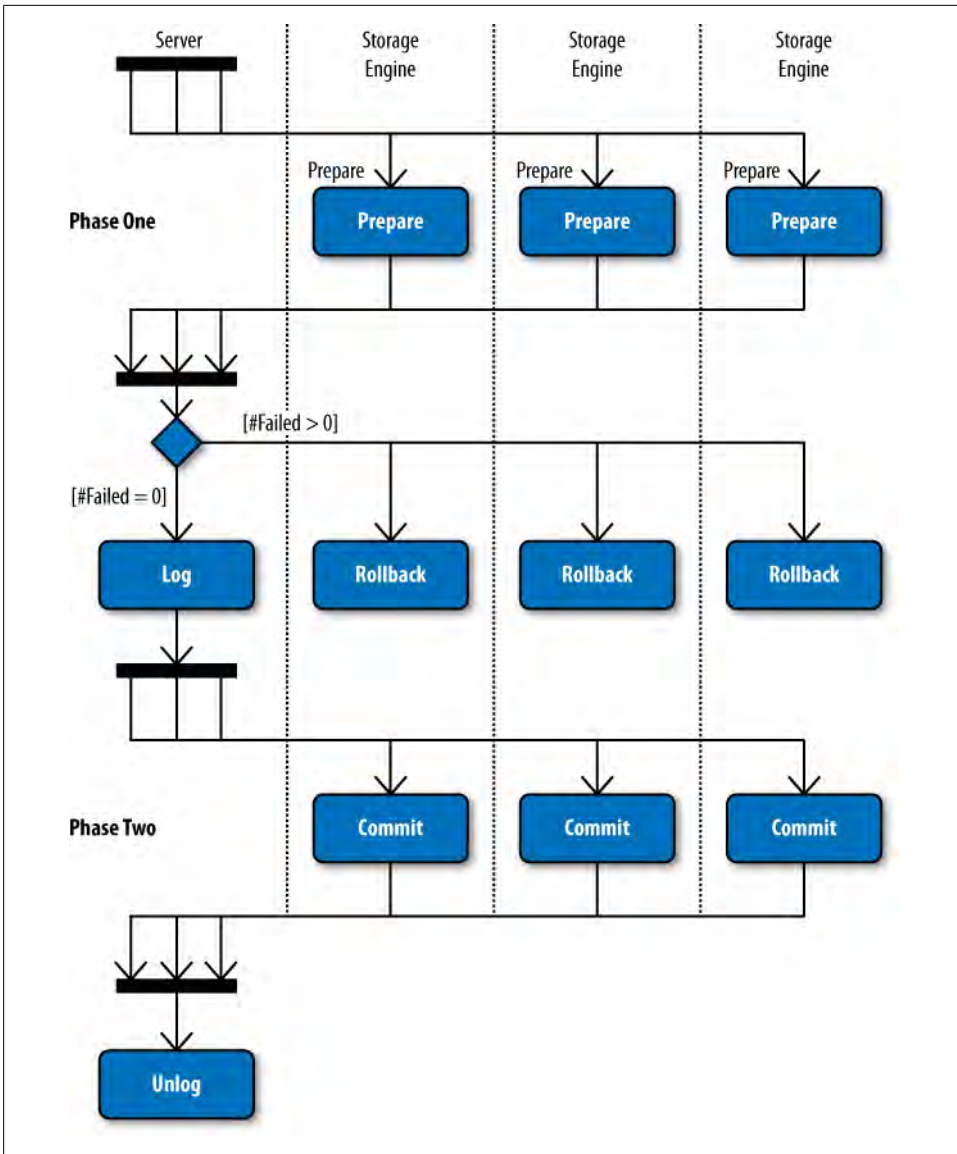 Server
Storage
Engine
Storage
Engine
Storage
Engine
Prepare
Prepare
Prepare
Phase One
Prepare
Prepare
Prepare
[#Failed > 0]
[#Failed = 0]
Log
Rollback
Rollback
Rollback
Phase Two
Commit
Commit
Commit
Unlog